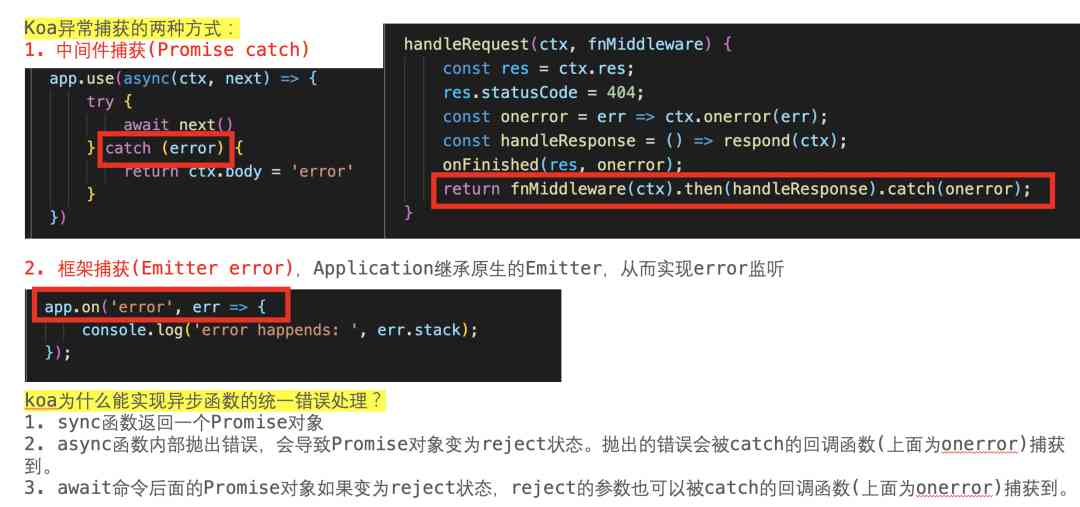 Koa异常捕获的两种方式：
1. 中间件捕获(Promise catch)
app.use(async(ctx, next) => {
try {
await next()
} catch (error) {
return ctx.body = 'error'
}
})
handleRequest(ctx, fnMiddleware) {
const res = ctx.res;
res.statusCode = 404;
const onerror = err => ctx.onerror(err);
const handleResponse = () => respond(ctx);
onFinished(res, onerror);
return fnMiddleware(ctx).then(handleResponse).catch(onerror);
}
2. 框架捕获(Emitter error)，Application继承原生的Emitter，从而实现error监听
app.on('error', err => {
console.log('error happends: ', err.stack);
});
koa为什么能实现异步函数的统一错误处理？
1. sync函数返回一个Promise对象
2. async函数内部抛出错误，会导致Promise对象变为reject状态。抛出的错误会被catch的回调函数(上面为onerror)捕获
到。
3. await命令后面的Promise对象如果变为reject状态，reject的参数也可以被catch的回调函数(上面为onerror)捕获到。